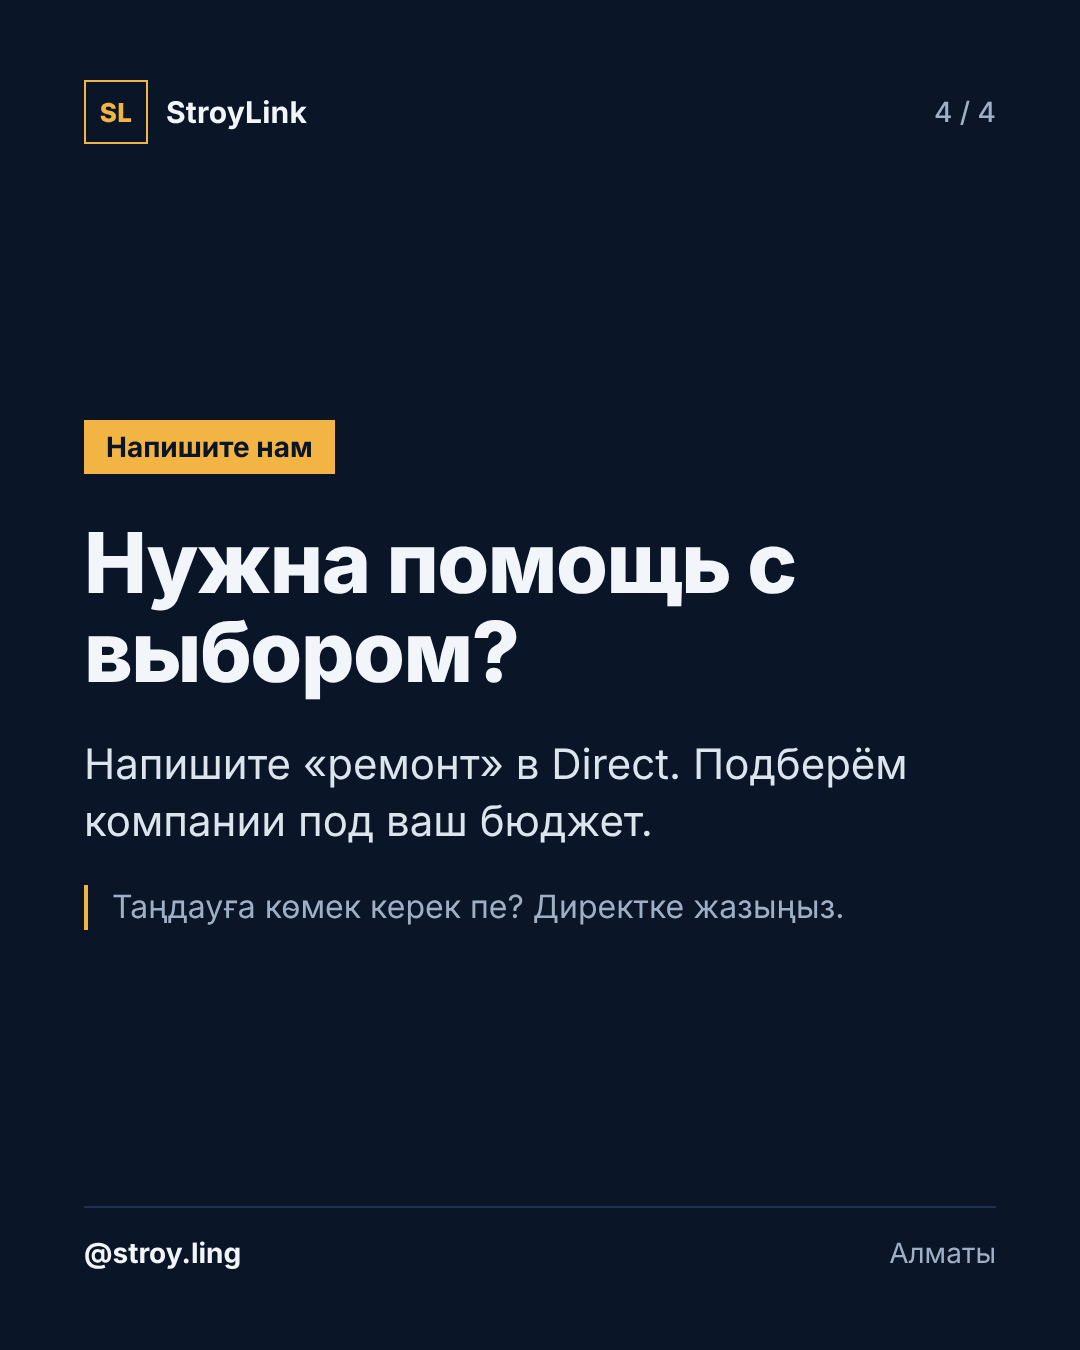 SL StroyLink 4 / 4
Напишите нам
Нужна помощь с
выбором?
Напишите «ремонт» в Direct. Подберём
компании под ваш бюджет.
Таңдауға көмек керек пе? Директке жазыңыз.
@stroy.ling Алматы